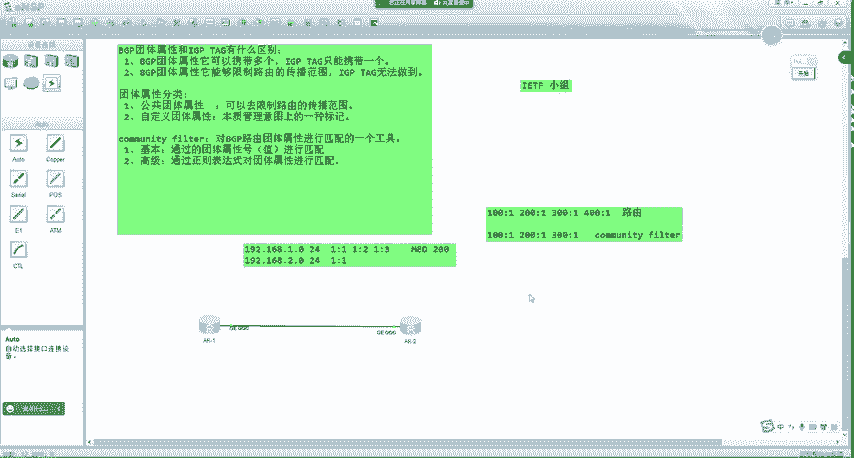 eNSP
BGP团体属性和IGP TAG有什么区别:
1、BGP团体属性它可以携带多个，IGP TAG只能携带一个。
2、BGP团体属性它能够限制路由的传播范围，IGP TAG无法做到。
团体属性分类:
1、公共团体属性 ：可以去限制路由的传播范围。
2、自定义团体属性：本质管理意图上的一种标记。
community filter：对BGP路由团体属性进行匹配的一个工具。
1、基本：通过的团体属性号（值）进行匹配
2、高级：通过正则表达式对团体属性进行匹配.
IETF 小组
100:1 200:1 300:1 400:1 路由
100:1 200:1 300:1 community filter
192.168.1.0 24 1:1 1:2 1:3 MED 200
192.168.2.0 24 1:1
GE 0/0/0
GE 0/0/0
AR-1
AR-2
Auto
Copper
Serial
POS
E1
ATM
CTL
Auto
自动选择接口连接设备。
中